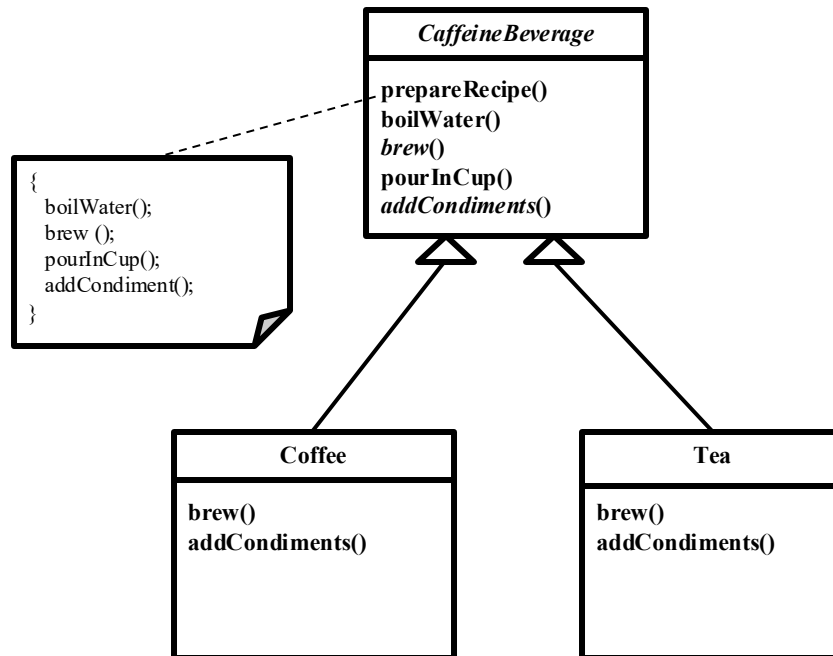 CaffeineBeverage
prepareRecipe()
boilWater()
brew()
pourInCup()
addCondiments()
{
boilWater();
brew ();
pourInCup();
addCondiment();
}
Coffee
brew()
addCondiments()
Tea
brew()
addCondiments()